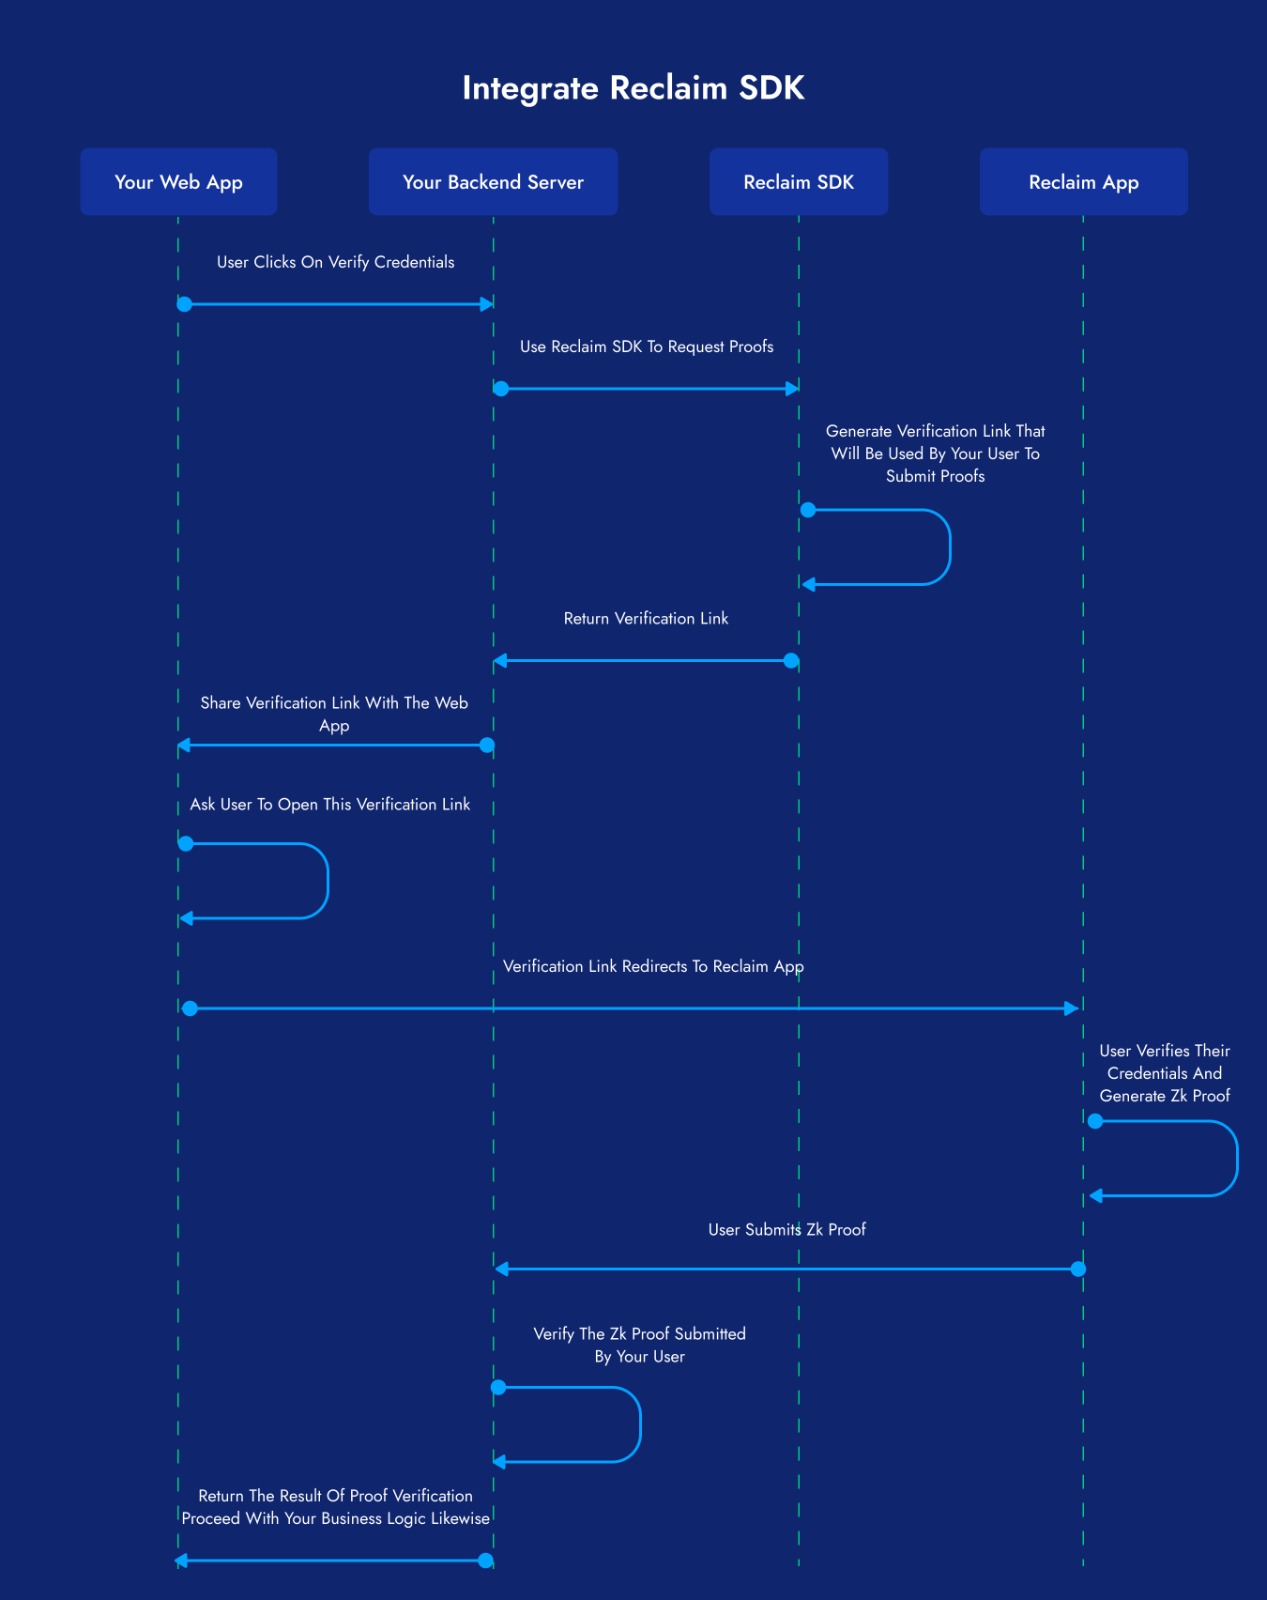 Integrate Reclaim SDK
Your Web App
Your Backend Server
Reclaim SDK
Reclaim App
User Clicks On Verify Credentials
Use Reclaim SDK To Request Proofs
Generate Verification Link That
Will Be Used By Your User To
Submit Proofs
Return Verification Link
Share Verification Link With The Web
App
Ask User To Open This Verification Link
Verification Link Redirects To Reclaim App
User Verifies Their
Credentials And
Generate Zk Proof
User Submits Zk Proof
Verify The Zk Proof Submitted
By Your User
Return The Result Of Proof Verification
Proceed With Your Business Logic Likewise